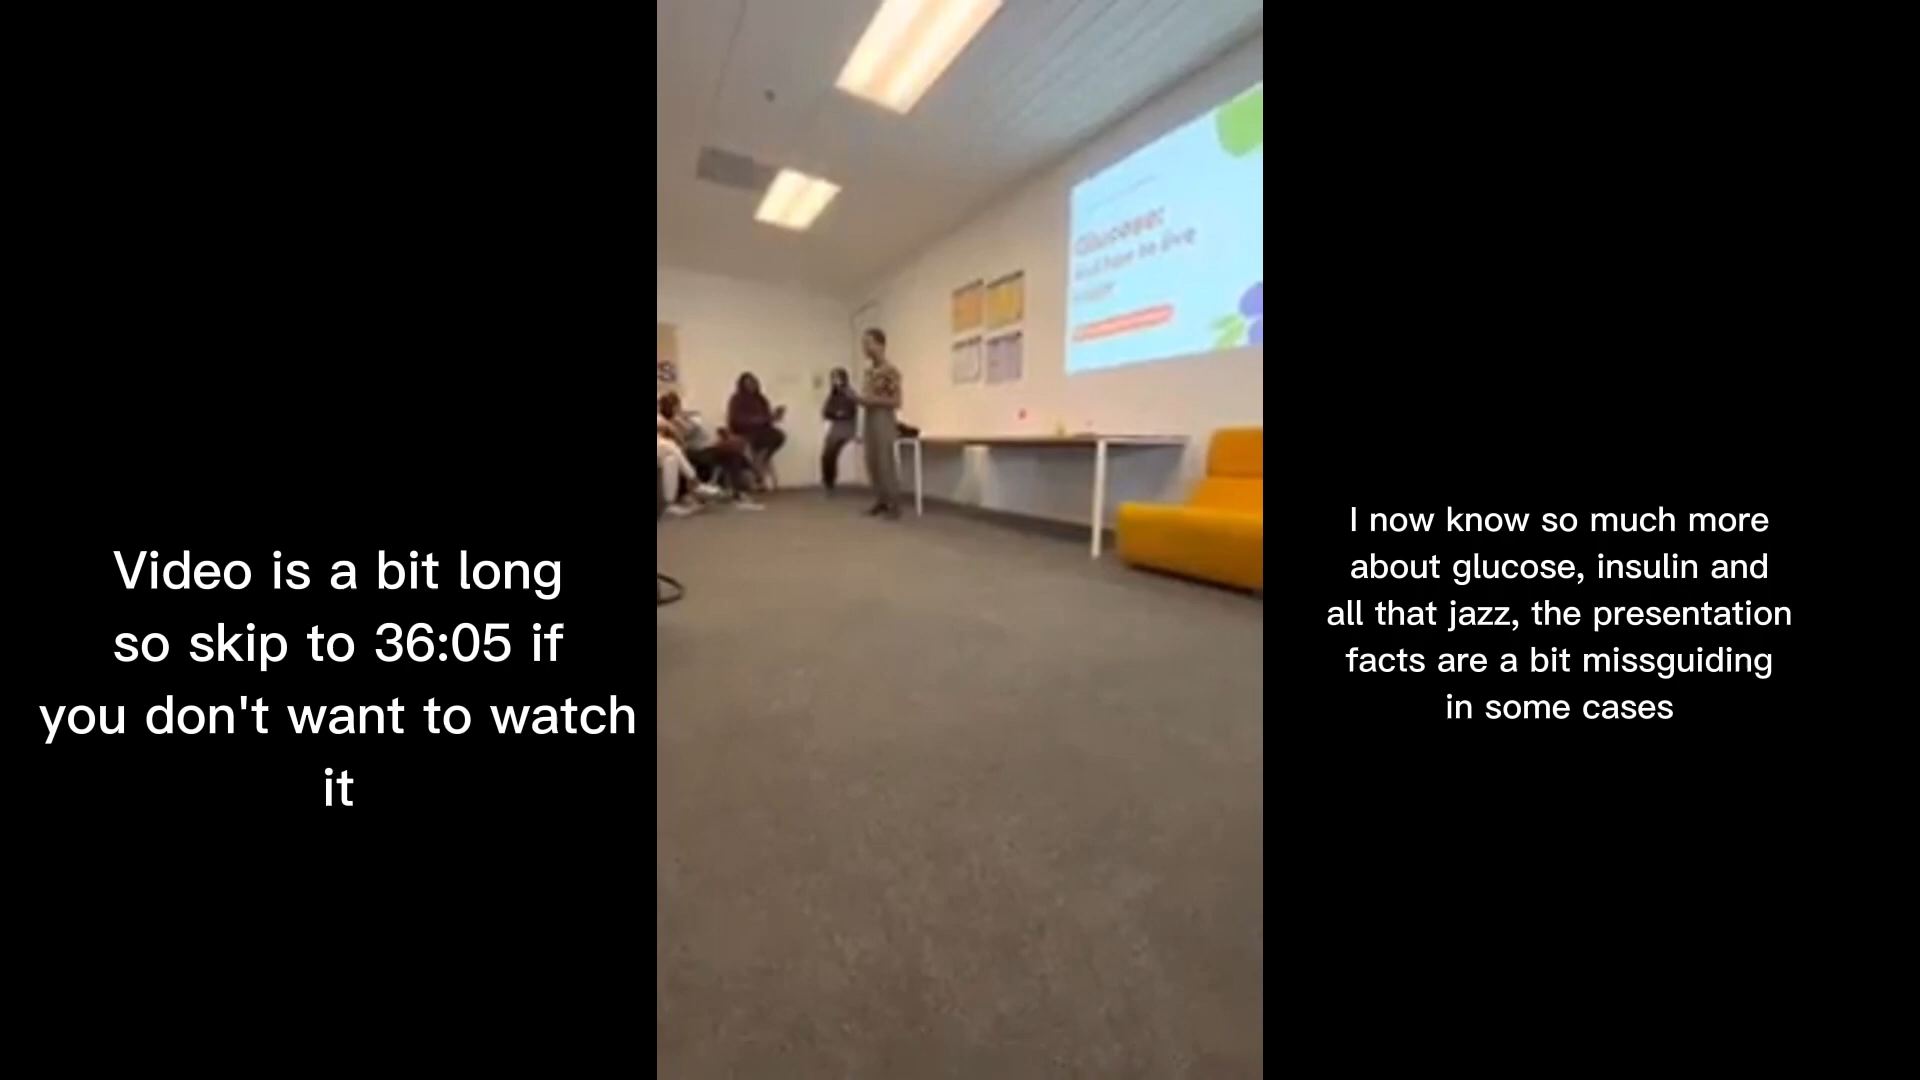 Video is a bit long
so skip to 36:05 if
you don't want to watch
it
Glucose:
I now know so much more
about glucose, insulin and
all that jazz, the presentation
facts are a bit missguiding
in some cases